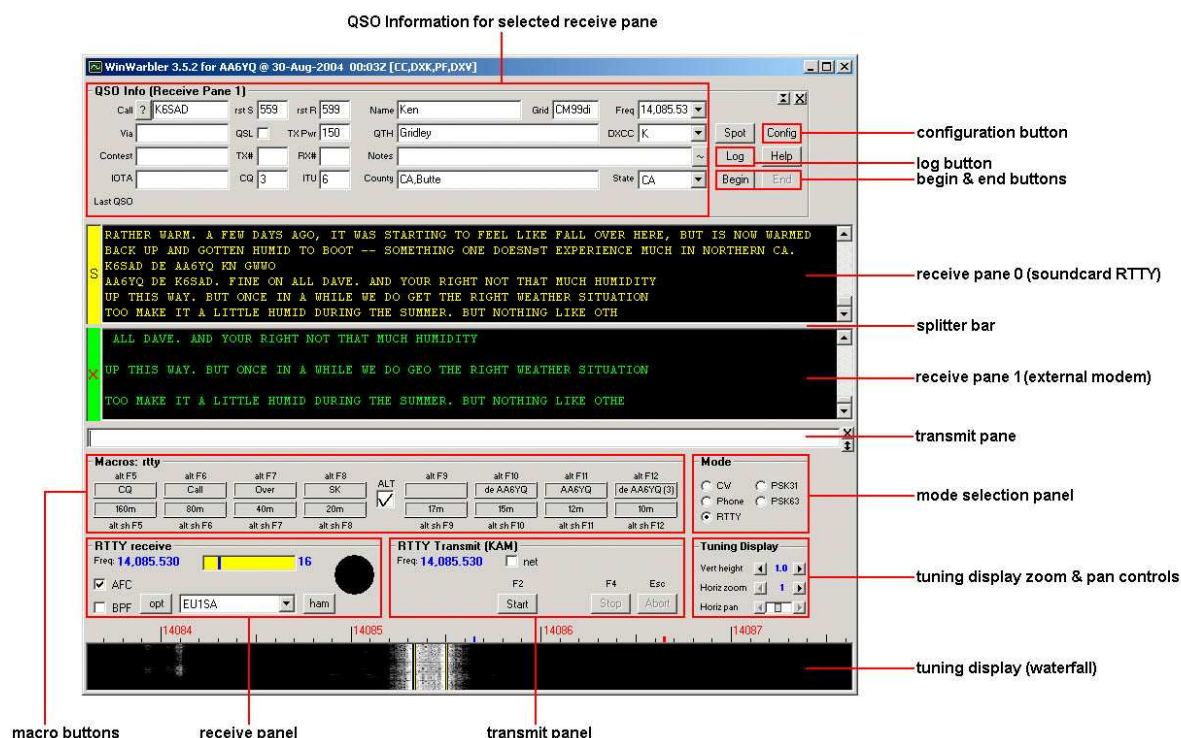 QSO Information for selected receive pane
WinWarbler 3.5.2 for AA6YQ @ 30-Aug-2004 00:03Z [CC,DXK,PF,DXV]
QSO Info (Receive Pane 1)
Call ? K6SAD rst S 559 rst R 599 Name Ken Grid CM99di Freq 14,085.53
Via QSL TX Pwr 150 QTH Gridley DXCC K Spot Config
configuration button
Contest TX# RX# Notes ~ Log Help
log button
IOTA CQ 3 ITU 6 County CA,Butte State CA Begin End
begin & end buttons
Last QSO
RATHER WARM. A FEW DAYS AGO, IT WAS STARTING TO FEEL LIKE FALL OVER HERE, BUT IS NOW WARMED
BACK UP AND GOTTEN HUMID TO BOOT -- SOMETHING ONE DOESNsT EXPERIENCE MUCH IN NORTHERN CA.
K6SAD DE AA6YQ KN GWWO
S
AA6YQ DE K6SAD. FINE ON ALL DAVE. AND YOUR RIGHT NOT THAT MUCH HUMIDITY
receive pane 0 (soundcard RTTY)
UP THIS WAY. BUT ONCE IN A WHILE WE DO GET THE RIGHT WEATHER SITUATION
TOO MAKE IT A LITTLE HUMID DURING THE SUMMER. BUT NOTHING LIKE OTH
splitter bar
ALL DAVE. AND YOUR RIGHT NOT THAT MUCH HUMIDITY
UP THIS WAY. BUT ONCE IN A WHILE WE DO GEO THE RIGHT WEATHER SITUATION
X
receive pane 1 (external modem)
TOO MAKE IT A LITTLE HUMID DURING THE SUMMER. BUT NOTHING LIKE OTHE
transmit pane
Macros: rtty
alt F5 alt F6 alt F7 alt F8 ALT alt F9 alt F10 alt F11 alt F12
CQ Call Over SK de AA6YQ AA6YQ de AA6YQ (3)
160m 80m 40m 20m 17m 15m 12m 10m
alt sh F5 alt sh F6 alt sh F7 alt sh F8 alt sh F9 alt sh F10 alt sh F11 alt sh F12
Mode
CW PSK31
Phone PSK63
RTTY
mode selection panel
RTTY receive
Freq: 14,085.530 16
AFC
BPF opt EU1SA ham
RTTY Transmit (KAM)
Freq: 14,085.530 net
F2 F4 Esc
Start Stop Abort
Tuning Display
Vert height 1.0
Horiz zoom 1
Horiz pan
tuning display zoom & pan controls
14084 14085 14086 14087
tuning display (waterfall)
macro buttons receive panel transmit panel